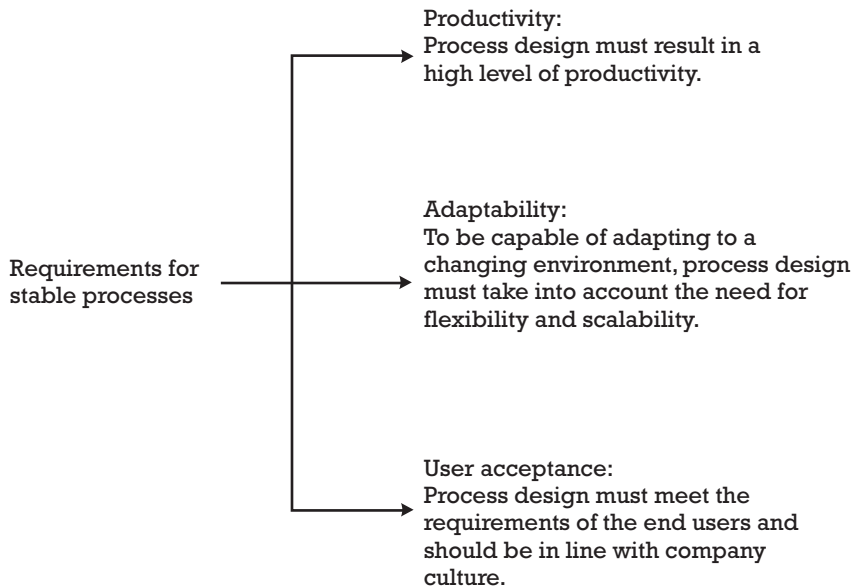 Productivity:
Process design must result in a
high level of productivity.
Adaptability:
To be capable of adapting to a
changing environment, process design
must take into account the need for
flexibility and scalability.
Requirements for
stable processes
User acceptance:
Process design must meet the
requirements of the end users and
should be in line with company
culture.